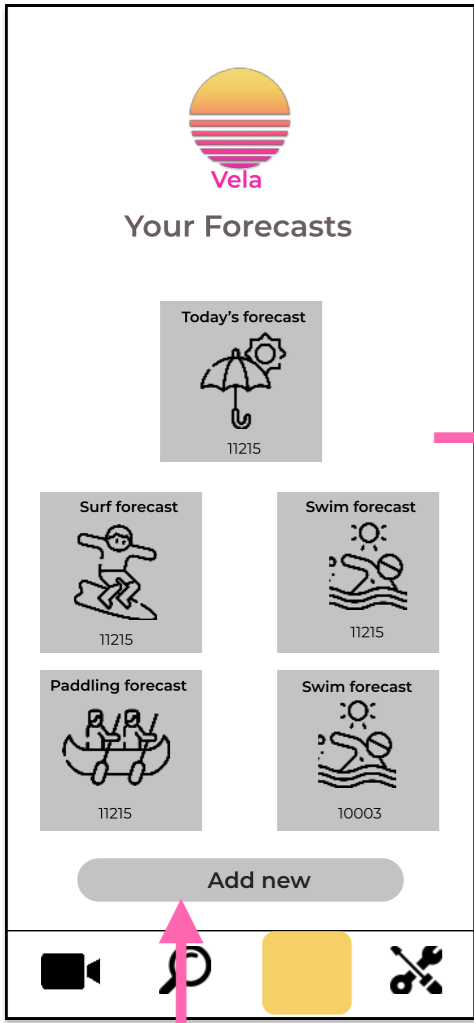 Vela
Your Forecasts
Today's forecast
11215
Surf forecast
11215
Swim forecast
11215
Paddling forecast
11215
Swim forecast
10003
Add new